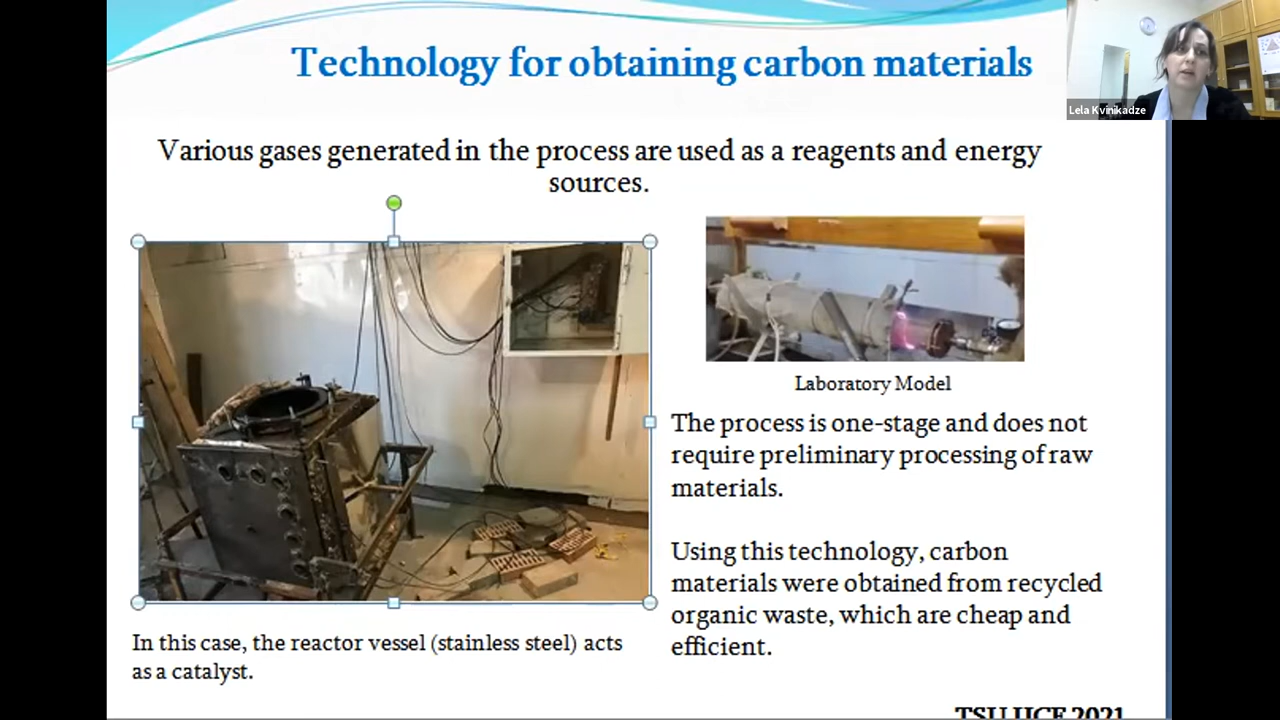 Technology for obtaining carbon materials
Lela Kvinikadze
Various gases generated in the process are used as a reagents and energy
sources.
Laboratory Model
The process is one-stage and does not
require preliminary processing of raw
materials.
Using this technology, carbon
materials were obtained from recycled
organic waste, which are cheap and
efficient.
In this case, the reactor vessel (stainless steel) acts
as a catalyst.
TSU 2021